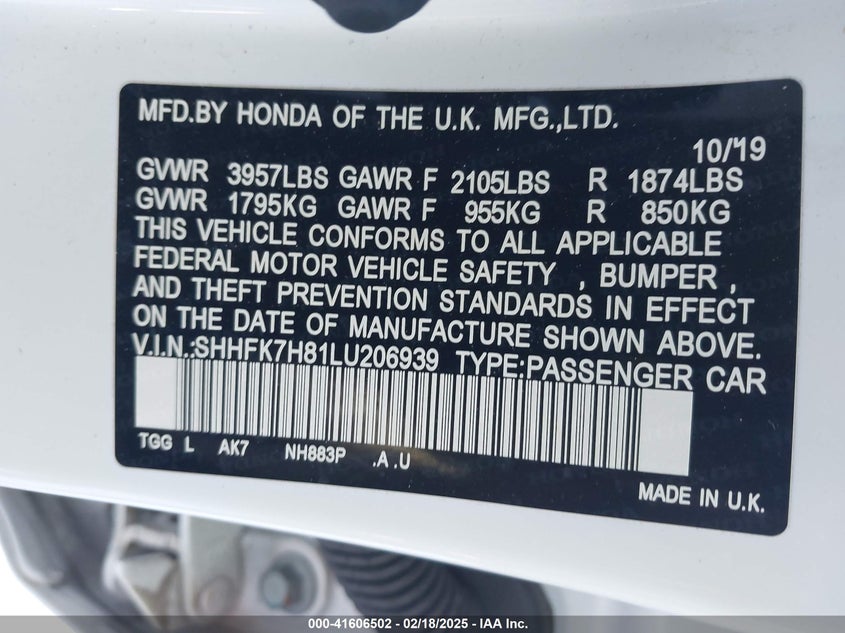 MFD.BY HONDA OF THE U.K. MFG.,LTD.
10/19
GVWR 3957LBS GAWR F 2105LBS R 1874LBS
GVWR 1795KG GAWR F 955KG R 850KG
THIS VEHICLE CONFORMS TO ALL APPLICABLE
FEDERAL MOTOR VEHICLE SAFETY , BUMPER ,
AND THEFT PREVENTION STANDARDS IN EFFECT
ON THE DATE OF MANUFACTURE SHOWN ABOVE.
V.I.N.:SHHFK7H81LU206939 TYPE:PASSENGER CAR
TGG L AK7 NH883P .A .U
MADE IN U.K.
000-41606502 - 02/18/2025 - IAA Inc.